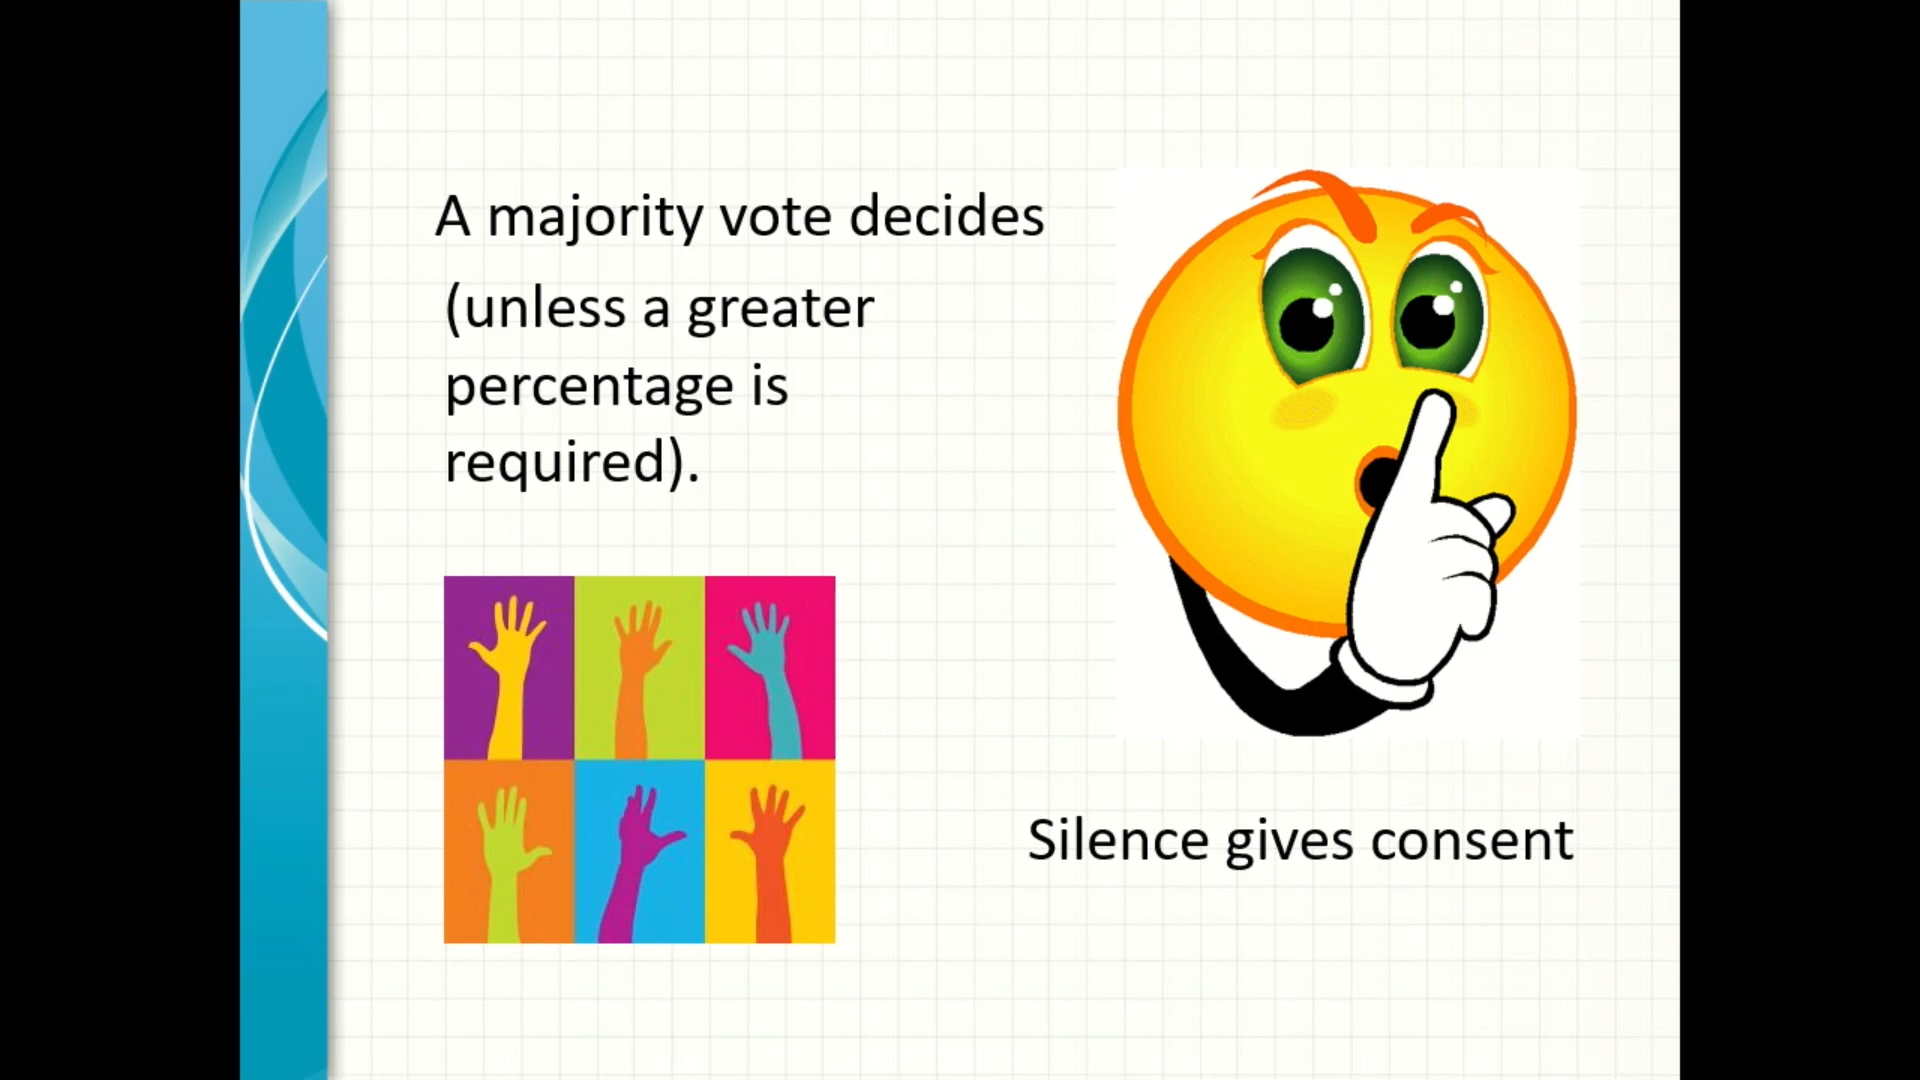 A majority vote decides
(unless a greater
percentage is
required).
Silence gives consent